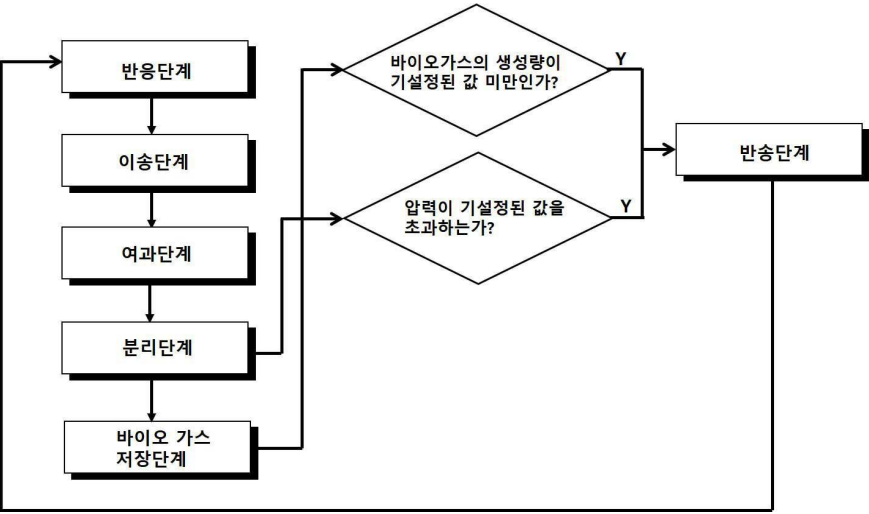 반응단계
이송단계
여과단계
분리단계
바이오 가스
저장단계
바이오가스의 생성량이
기설정된 값 미만인가?
Y
압력이 기설정된 값을
초과하는가?
Y
반송단계